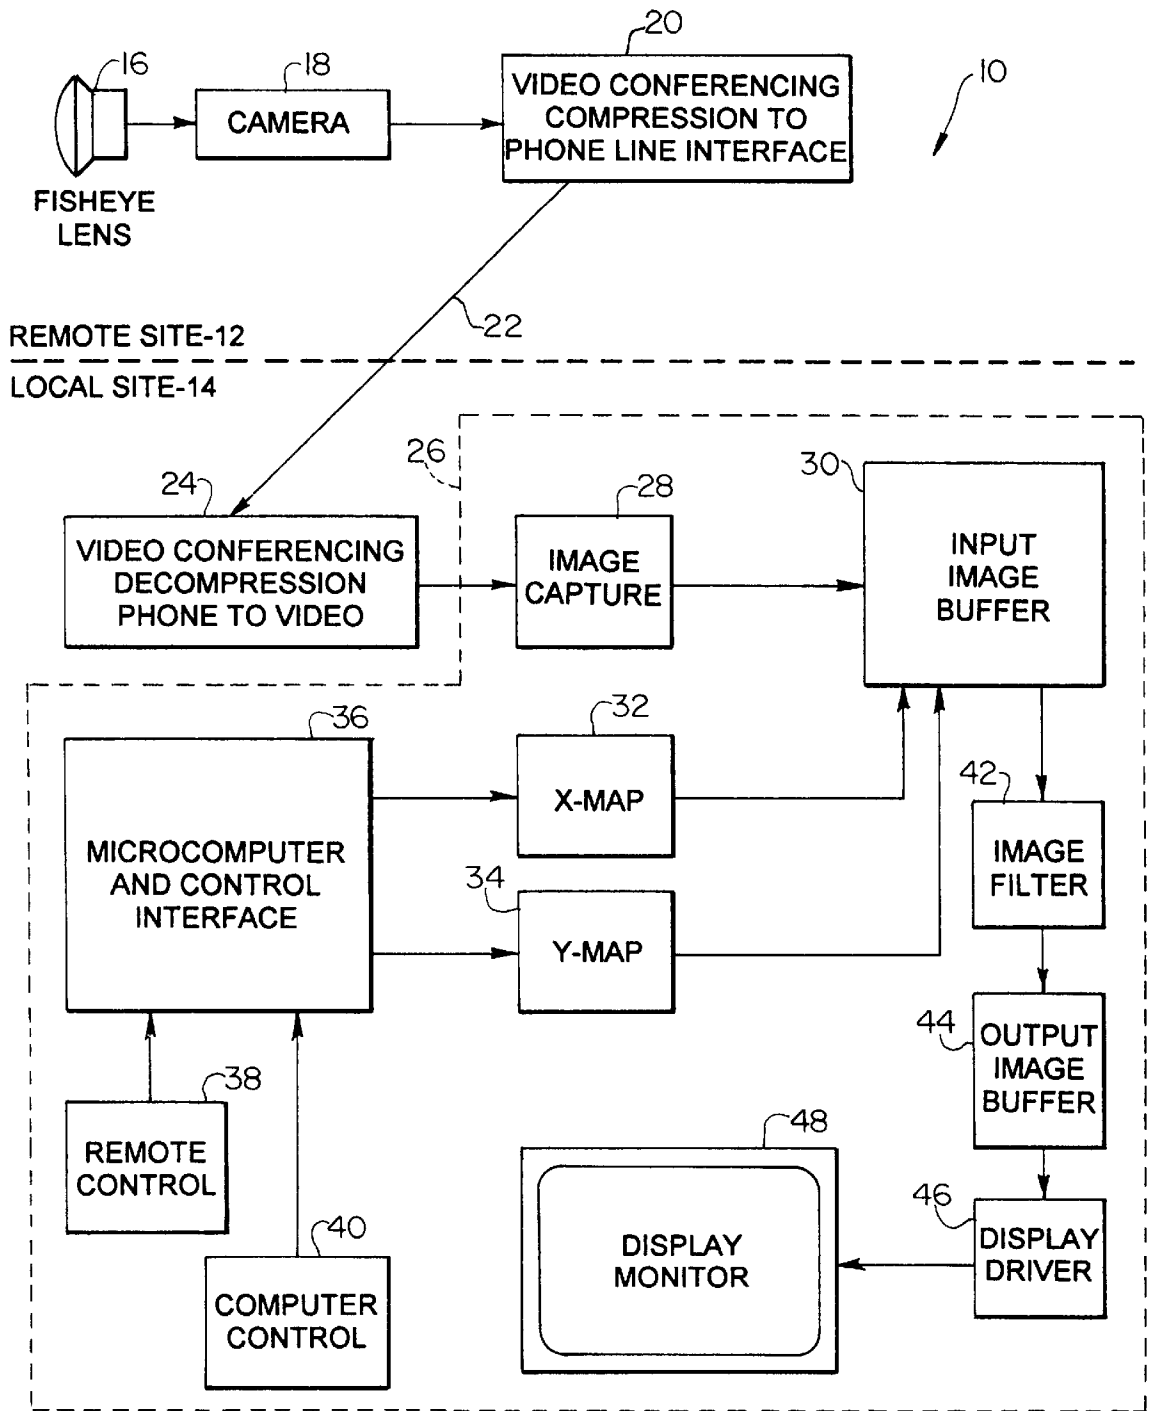 20
16
18
10
VIDEO CONFERENCING
COMPRESSION TO
PHONE LINE INTERFACE
CAMERA
FISHEYE
LENS
22
REMOTE SITE-12
LOCAL SITE-14
26
24
28
30
VIDEO CONFERENCING
DECOMPRESSION
PHONE TO VIDEO
IMAGE
CAPTURE
INPUT
IMAGE
BUFFER
36
32
42
MICROCOMPUTER
AND CONTROL
INTERFACE
X-MAP
34
Y-MAP
IMAGE
FILTER
44
OUTPUT
IMAGE
BUFFER
38
REMOTE
CONTROL
40
COMPUTER
CONTROL
48
DISPLAY
MONITOR
46
DISPLAY
DRIVER